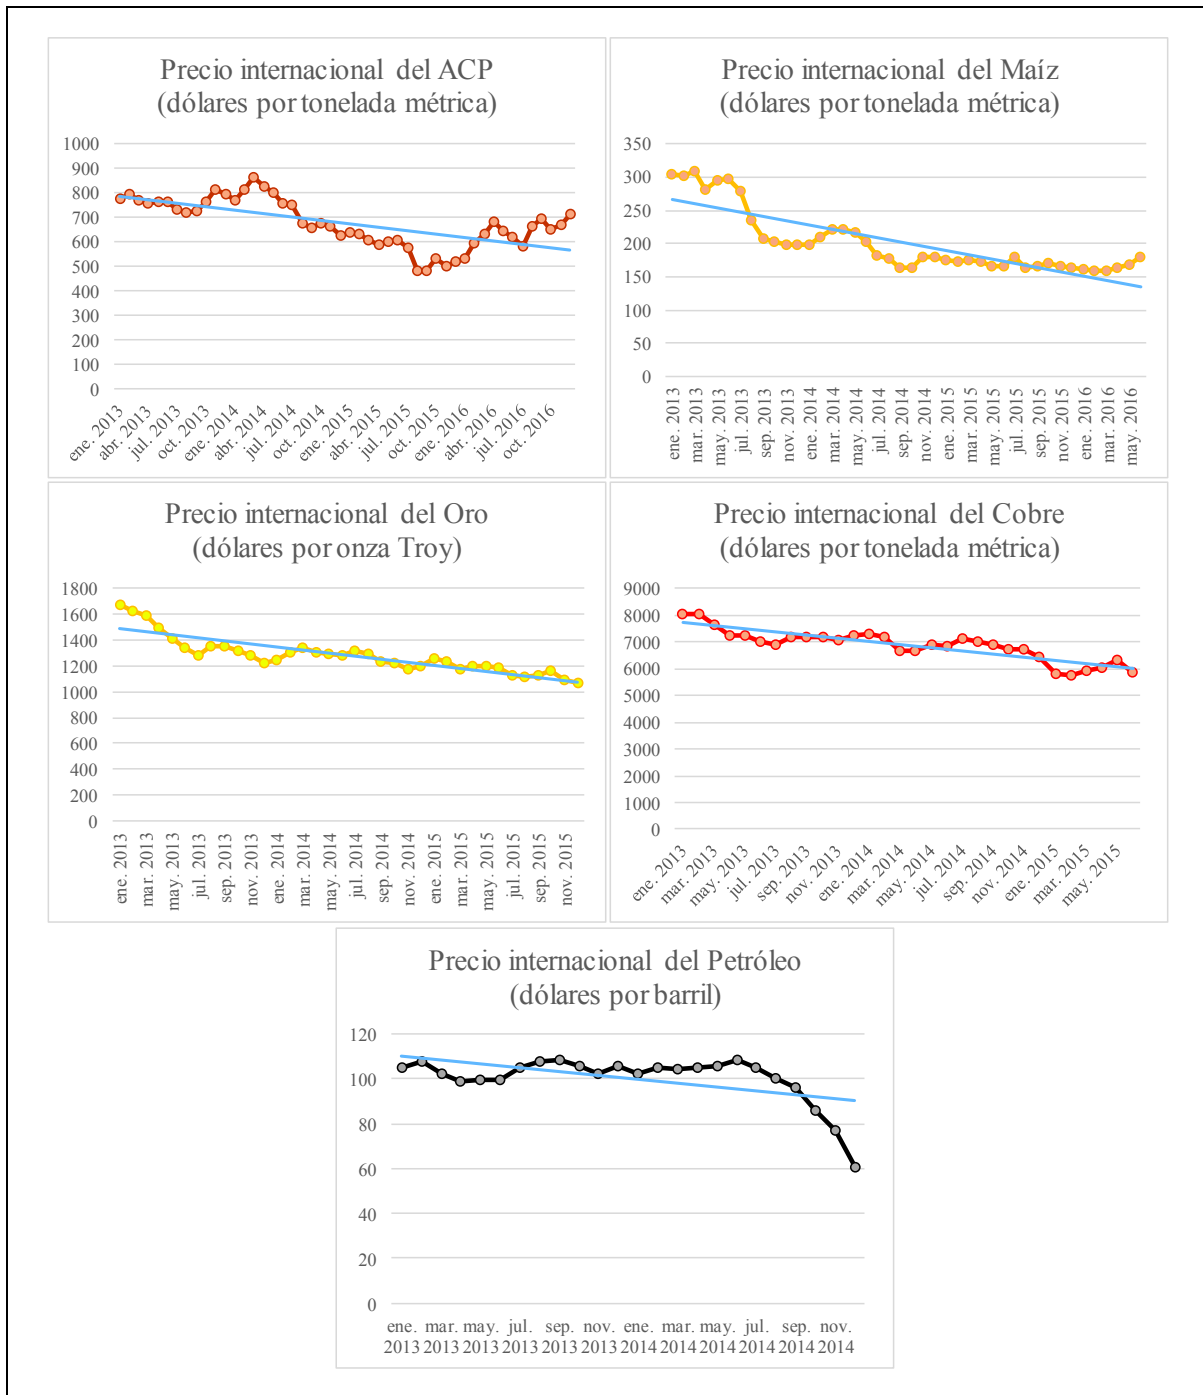 Precio internacional del ACP
(dólares por tonelada métrica)
1000
900
800
700
600
500
400
300
200
100
0
ene. 2013
abr. 2013
jul. 2013
oct. 2013
ene. 2014
abr. 2014
jul. 2014
oct. 2014
ene. 2015
abr. 2015
jul. 2015
oct. 2015
ene. 2016
abr. 2016
jul. 2016
oct. 2016
Precio internacional del Maíz
(dólares por tonelada métrica)
350
300
250
200
150
100
50
0
ene. 2013
mar. 2013
may. 2013
jul. 2013
sep. 2013
nov. 2013
ene. 2014
mar. 2014
may. 2014
jul. 2014
sep. 2014
nov. 2014
ene. 2015
mar. 2015
may. 2015
jul. 2015
sep. 2015
nov. 2015
ene. 2016
mar. 2016
may. 2016
Precio internacional del Oro
(dólares por onza Troy)
1800
1600
1400
1200
1000
800
600
400
200
0
ene. 2013
mar. 2013
may. 2013
jul. 2013
sep. 2013
nov. 2013
ene. 2014
mar. 2014
may. 2014
jul. 2014
sep. 2014
nov. 2014
ene. 2015
mar. 2015
may. 2015
jul. 2015
sep. 2015
nov. 2015
Precio internacional del Cobre
(dólares por tonelada métrica)
9000
8000
7000
6000
5000
4000
3000
2000
1000
0
ene. 2013
mar. 2013
may. 2013
jul. 2013
sep. 2013
nov. 2013
ene. 2014
mar. 2014
may. 2014
jul. 2014
sep. 2014
nov. 2014
ene. 2015
mar. 2015
may. 2015
Precio internacional del Petróleo
(dólares por barril)
120
100
80
60
40
20
0
ene. mar. may. jul. sep. nov. ene. mar. may. jul. sep. nov.
2013 2013 2013 2013 2013 2013 2014 2014 2014 2014 2014 2014